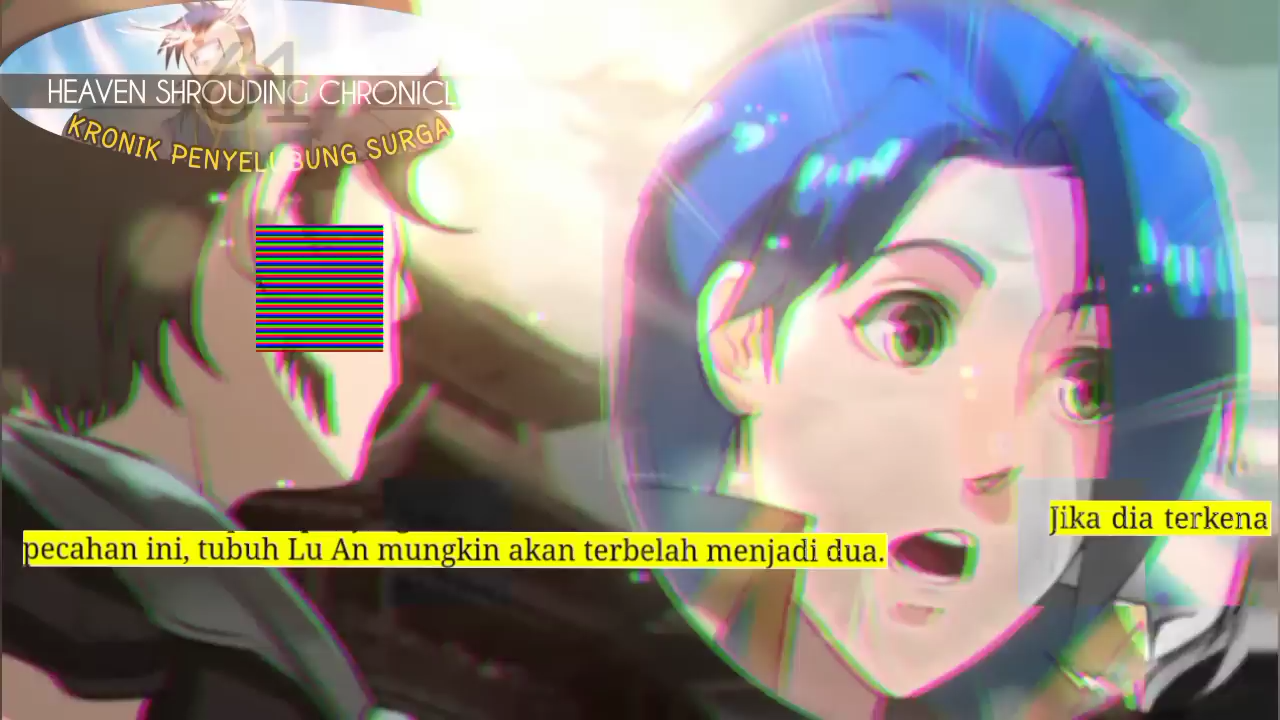 61
HEAVEN SHROUDING CHRONICL
KRONIK PENYELUBUNG SURGA
Jika dia terkena
pecahan ini, tubuh Lu An mungkin akan terbelah menjadi dua.